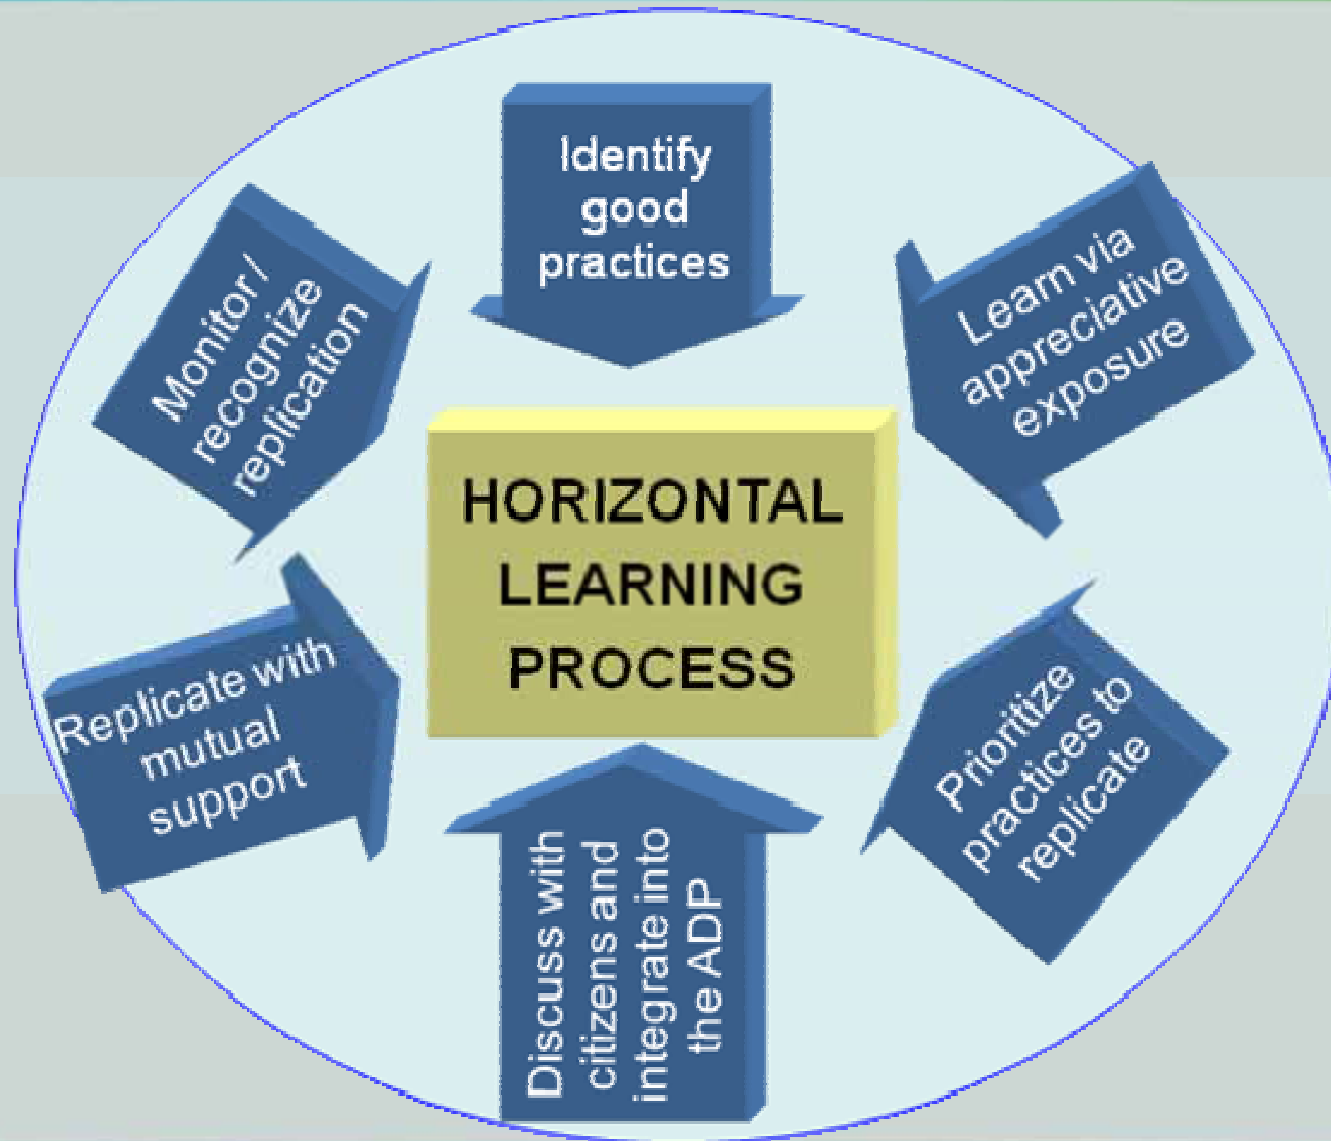 Identify
good
practices
Learn via
appreciative
exposure
Prioritize
practices to
replicate
Discuss with
citizens and
integrate into
the ADP
Replicate with
mutual
support
Monitor /
recognize
replication
HORIZONTAL
LEARNING
PROCESS